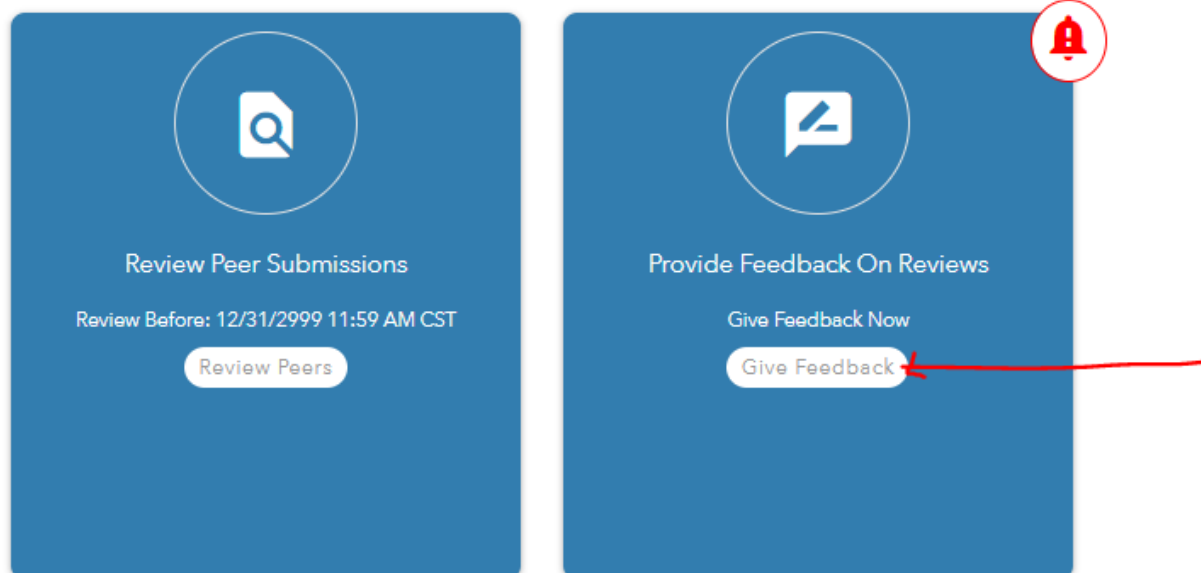 Review Peer Submissions
Review Before: 12/31/2999 11:59 AM CST
Review Peers
Provide Feedback On Reviews
Give Feedback Now
Give Feedback